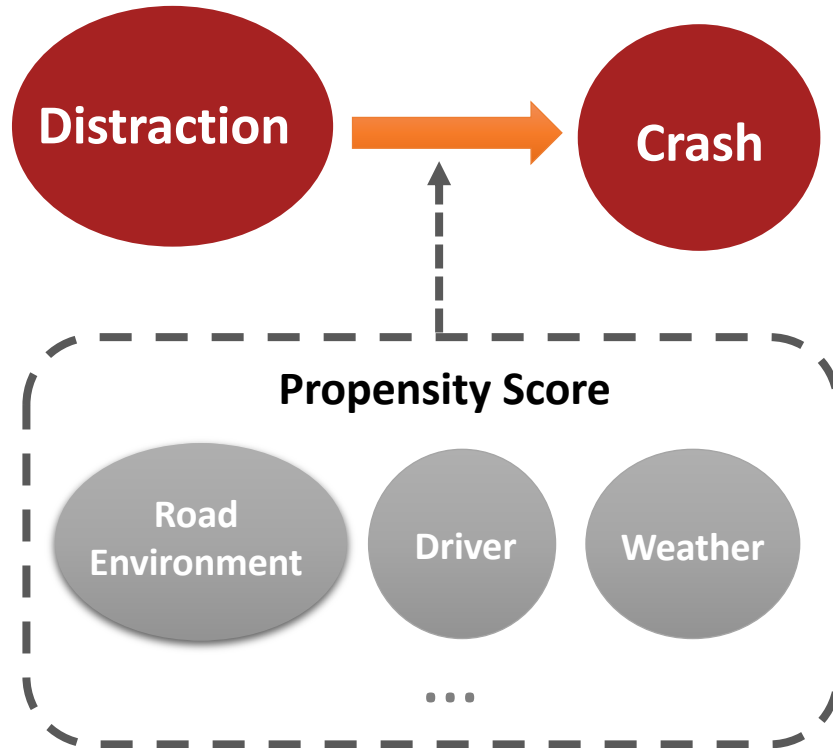 Distraction
Crash
Propensity Score
Road
Environment
Driver
Weather
...